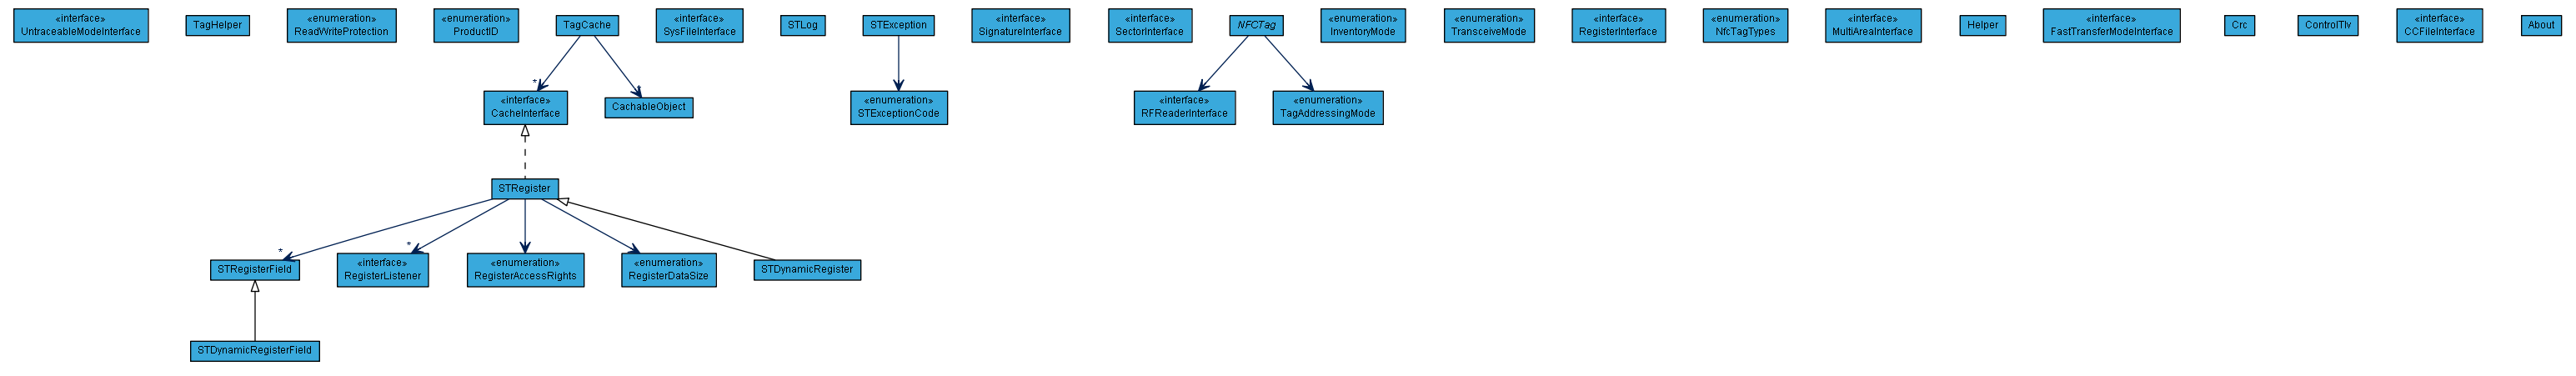 «interface»
UntraceableModeInterface
TagHelper
«enumeration»
ReadWriteProtection
«enumeration»
ProductID
TagCache
«interface»
SysFileInterface
STLog
STException
«interface»
SignatureInterface
«interface»
SectorInterface
NFCTag
«enumeration»
InventoryMode
«enumeration»
TransceiveMode
«interface»
RegisterInterface
«enumeration»
NfcTagTypes
«interface»
MultiAreaInterface
Helper
«interface»
FastTransferModeInterface
Crc
ControlTlv
«interface»
CCFileInterface
About
*
*
«interface»
CacheInterface
CachableObject
«enumeration»
STExceptionCode
«interface»
RFReaderInterface
«enumeration»
TagAddressingMode
STRegister
*
*
STRegisterField
«interface»
RegisterListener
«enumeration»
RegisterAccessRights
«enumeration»
RegisterDataSize
STDynamicRegister
STDynamicRegisterField